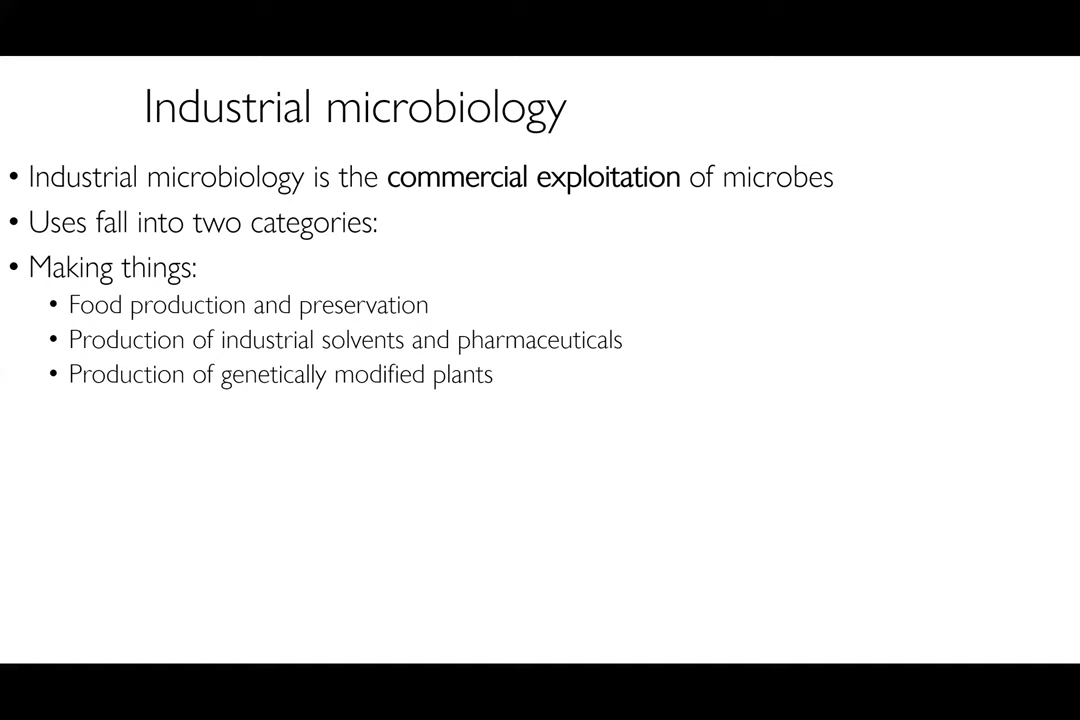 Industrial microbiology
• Industrial microbiology is the commercial exploitation of microbes
• Uses fall into two categories:
• Making things:
• Food production and preservation
• Production of industrial solvents and pharmaceuticals
• Production of genetically modified plants